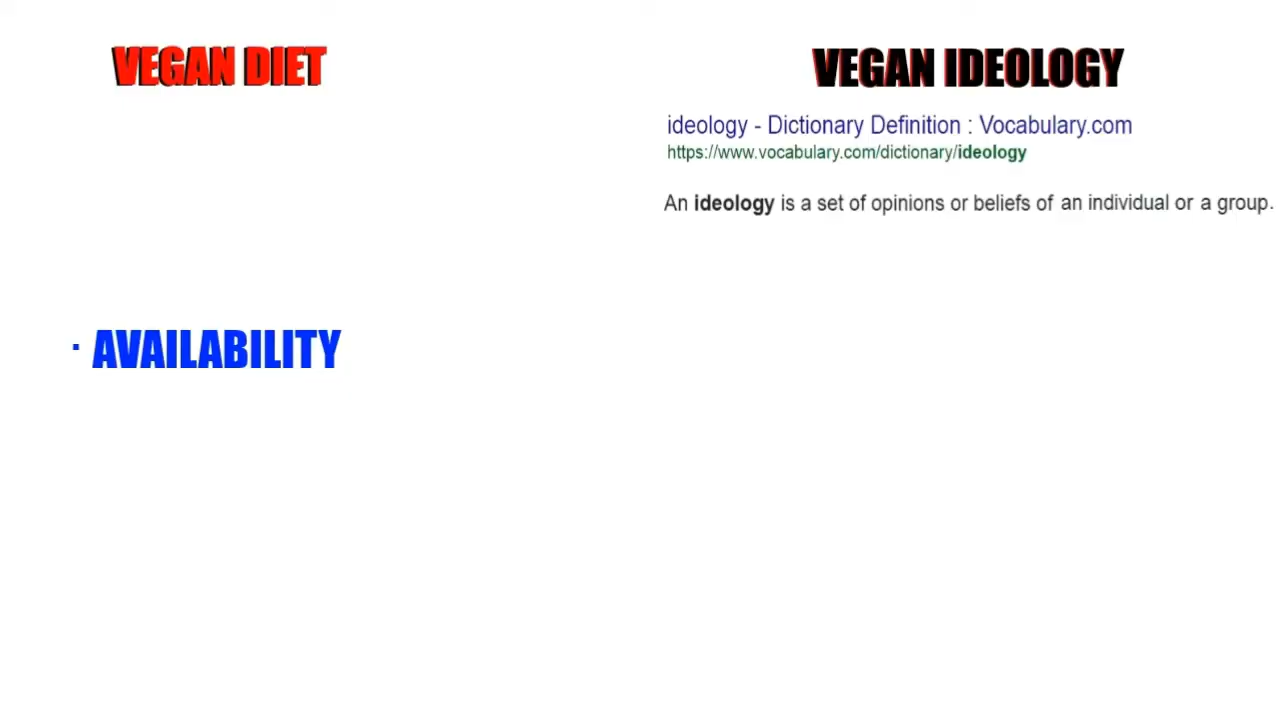 VEGAN DIET
VEGAN IDEOLOGY
ideology - Dictionary Definition : Vocabulary.com
https://www.vocabulary.com/dictionary/ideology
An ideology is a set of opinions or beliefs of an individual or a group.
· AVAILABILITY